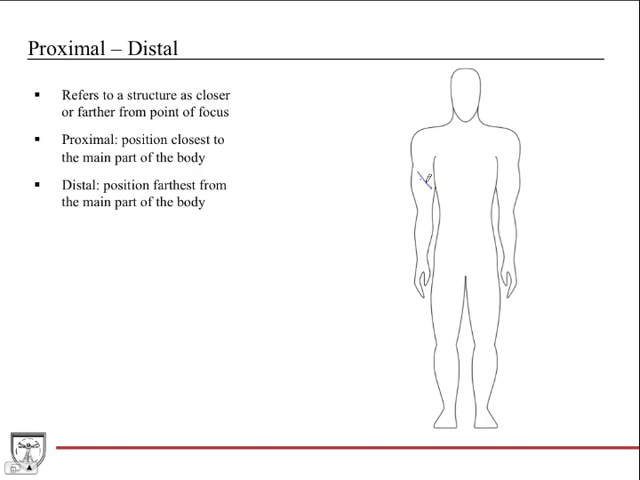 Proximal – Distal
Refers to a structure as closer
or farther from point of focus
Proximal: position closest to
the main part of the body
Distal: position farthest from
the main part of the body